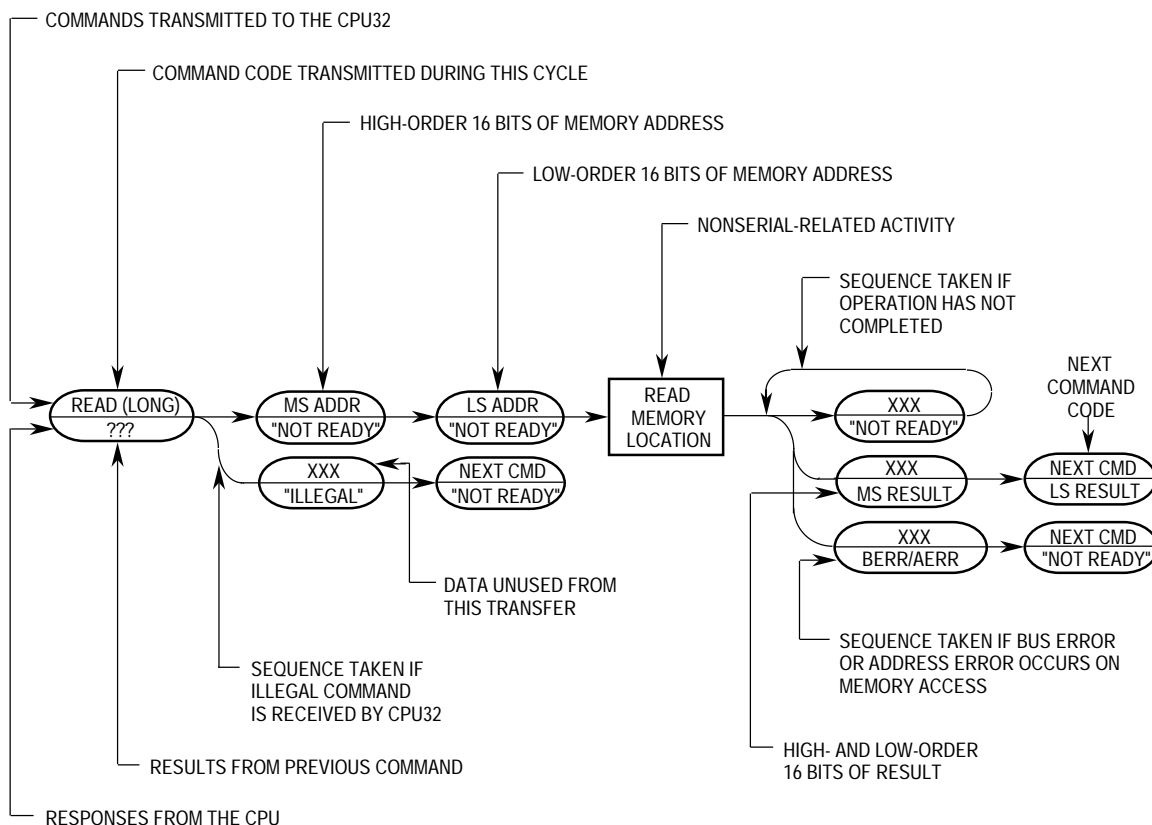 COMMANDS TRANSMITTED TO THE CPU32
COMMAND CODE TRANSMITTED DURING THIS CYCLE
HIGH-ORDER 16 BITS OF MEMORY ADDRESS
LOW-ORDER 16 BITS OF MEMORY ADDRESS
NONSERIAL-RELATED ACTIVITY
SEQUENCE TAKEN IF
OPERATION HAS NOT
COMPLETED
NEXT
COMMAND
CODE
READ (LONG)
???
MS ADDR
"NOT READY"
LS ADDR
"NOT READY"
READ
MEMORY
LOCATION
XXX
"NOT READY"
XXX
"ILLEGAL"
NEXT CMD
"NOT READY"
XXX
MS RESULT
NEXT CMD
LS RESULT
XXX
BERR/AERR
NEXT CMD
"NOT READY"
DATA UNUSED FROM
THIS TRANSFER
SEQUENCE TAKEN IF BUS ERROR
OR ADDRESS ERROR OCCURS ON
MEMORY ACCESS
SEQUENCE TAKEN IF
ILLEGAL COMMAND
IS RECEIVED BY CPU32
HIGH- AND LOW-ORDER
16 BITS OF RESULT
RESULTS FROM PREVIOUS COMMAND
RESPONSES FROM THE CPU